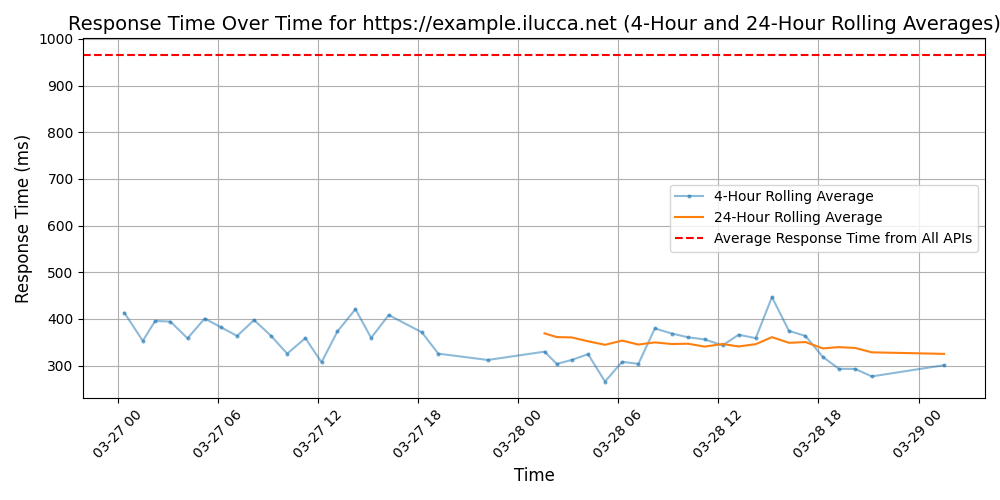 Response Time Over Time for https://example.ilucca.net (4-Hour and 24-Hour Rolling Averages)
1000
900
800
700
600
500
400
300
Response Time (ms)
4-Hour Rolling Average
24-Hour Rolling Average
Average Response Time from All APIs
03-27 00
03-27 06
03-27 12
03-27 18
03-28 00
03-28 06
03-28 12
03-28 18
03-29 00
Time